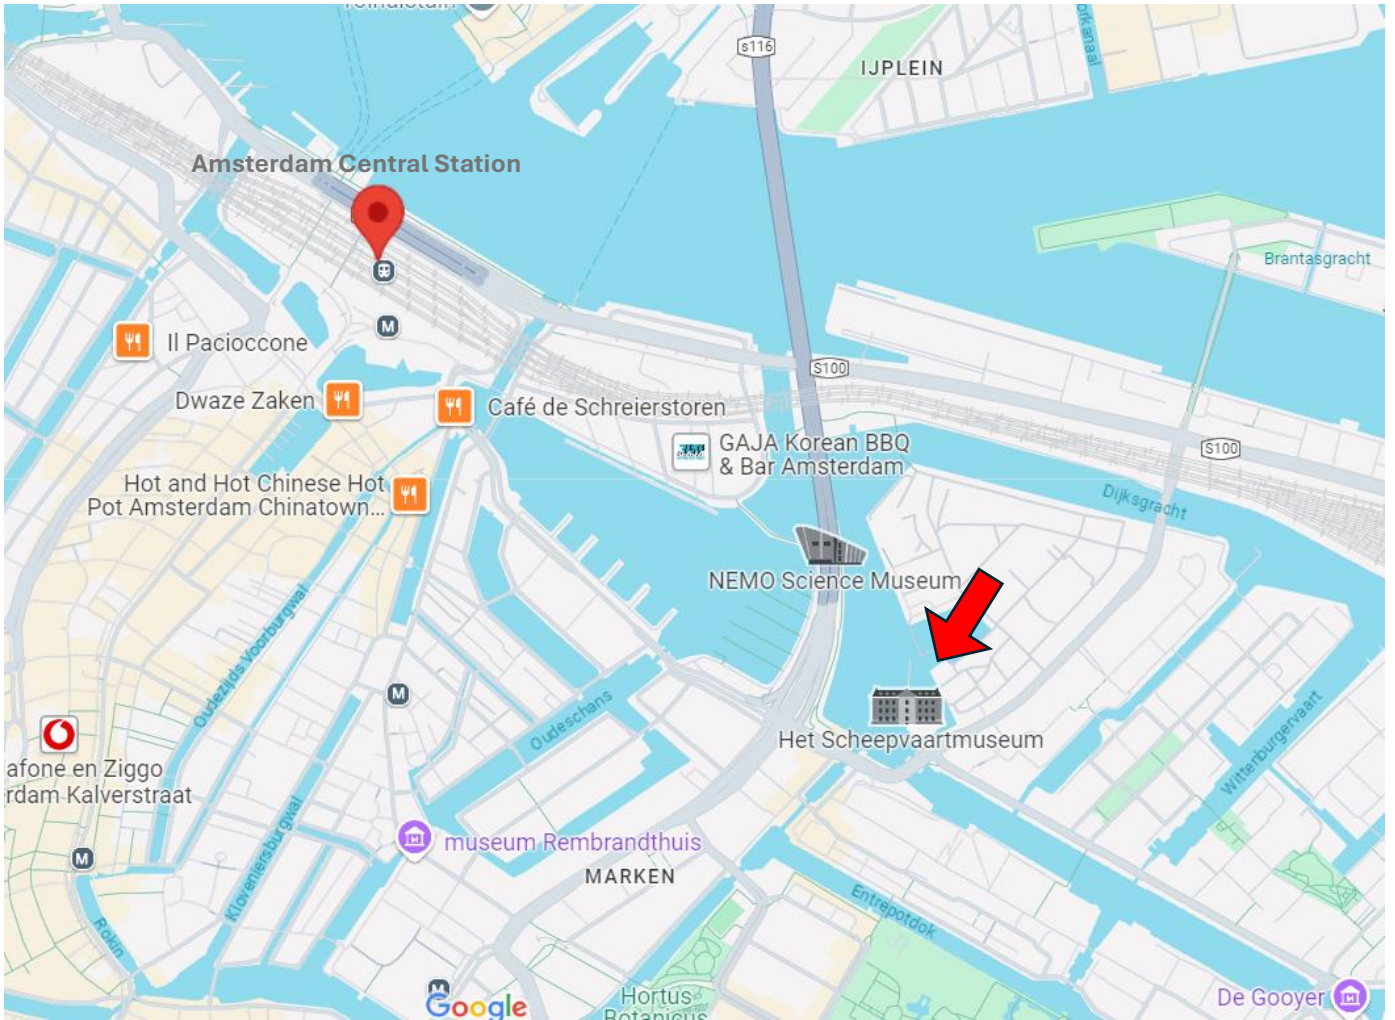 s116
IJPLEIN
Amsterdam Central Station
Brantasgracht
M
Il Pacioccone
S100
Dwaze Zaken
Café de Schreierstoren
GAJA Korean BBQ
& Bar Amsterdam
S100
Hot and Hot Chinese Hot
Pot Amsterdam Chinatown...
Dijksgracht
NEMO Science Museum
Oudezijds Voorburgwal
M
Oudeschans
Wittenburgervaart
Het Scheepvaartmuseum
afone en Ziggo
rdam Kalverstraat
museum Rembrandthuis
M
MARKEN
Kloveniersburgwal
Entrepotdok
Rokin
M
Google
Hortus
Botanicus
De Gooyer